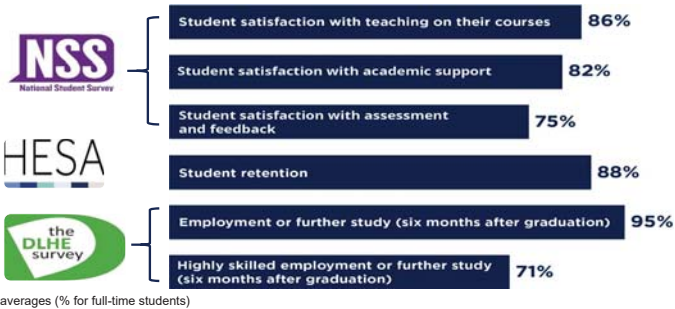 NSS
National Student Survey
Student satisfaction with teaching on their courses 86%
Student satisfaction with academic support 82%
Student satisfaction with assessment
and feedback 75%
HESA
Student retention 88%
the
DLHE
survey
Employment or further study (six months after graduation) 95%
Highly skilled employment or further study
(six months after graduation) 71%
averages (% for full-time students)